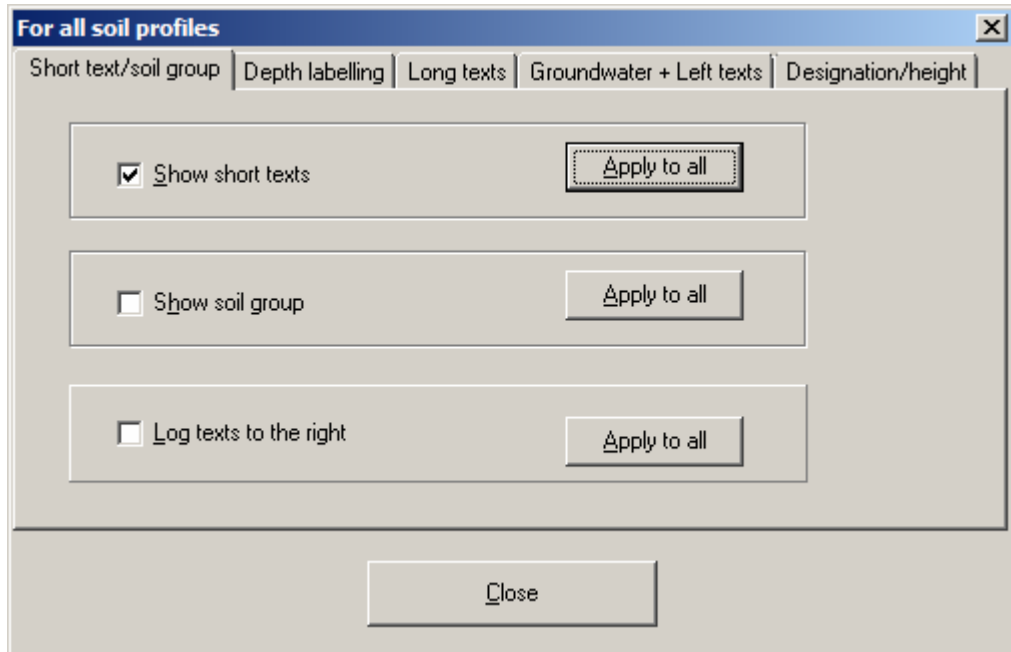 For all soil profiles
Short text/soil group Depth labelling Long texts Groundwater + Left texts Designation/height
Show short texts Apply to all
Show soil group Apply to all
Log texts to the right Apply to all
Close